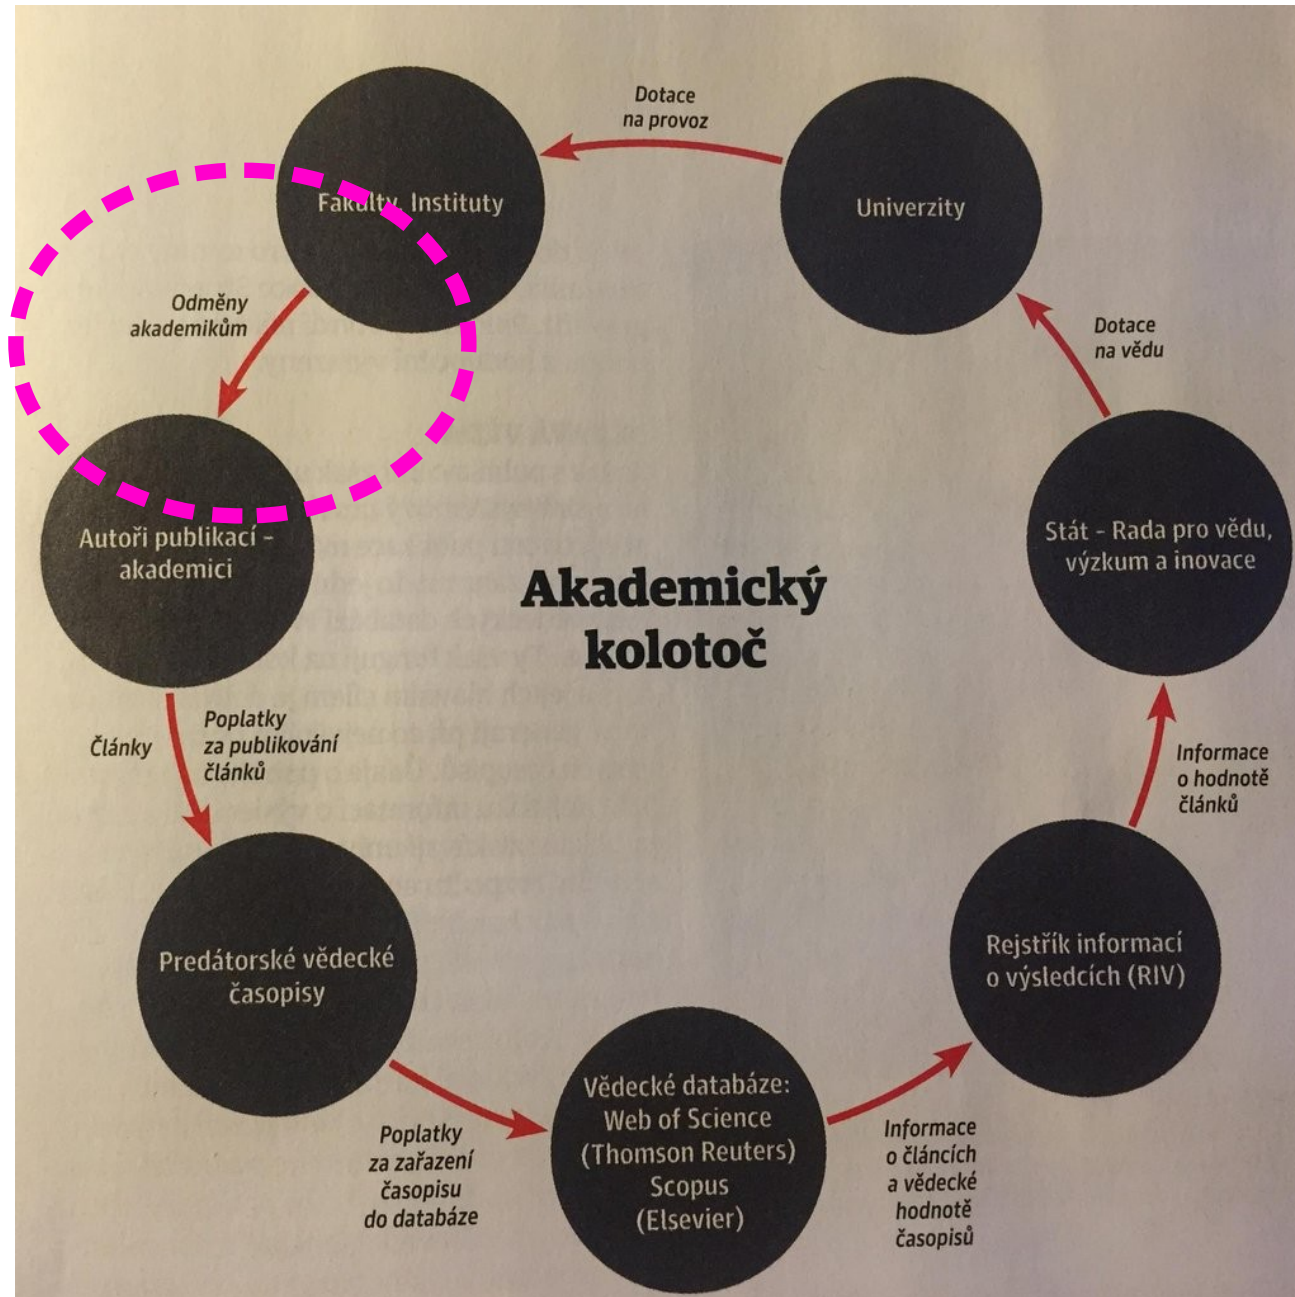 Akademický
kolotoč
Univerzity
Dotace
na provoz
Fakulty, Instituty
Odměny
akademikům
Autoři publikací –
akademici
Články
Poplatky
za publikování
článků
Predátorské vědecké
časopisy
Poplatky
za zařazení
časopisu
do databáze
Vědecké databáze:
Web of Science
(Thomson Reuters)
Scopus
(Elsevier)
Informace
o článcích
a vědecké
hodnotě
časopisů
Rejstřík informací
o výsledcích (RIV)
Informace
o hodnotě
článků
Stát - Rada pro vědu,
výzkum a inovace
Dotace
na vědu